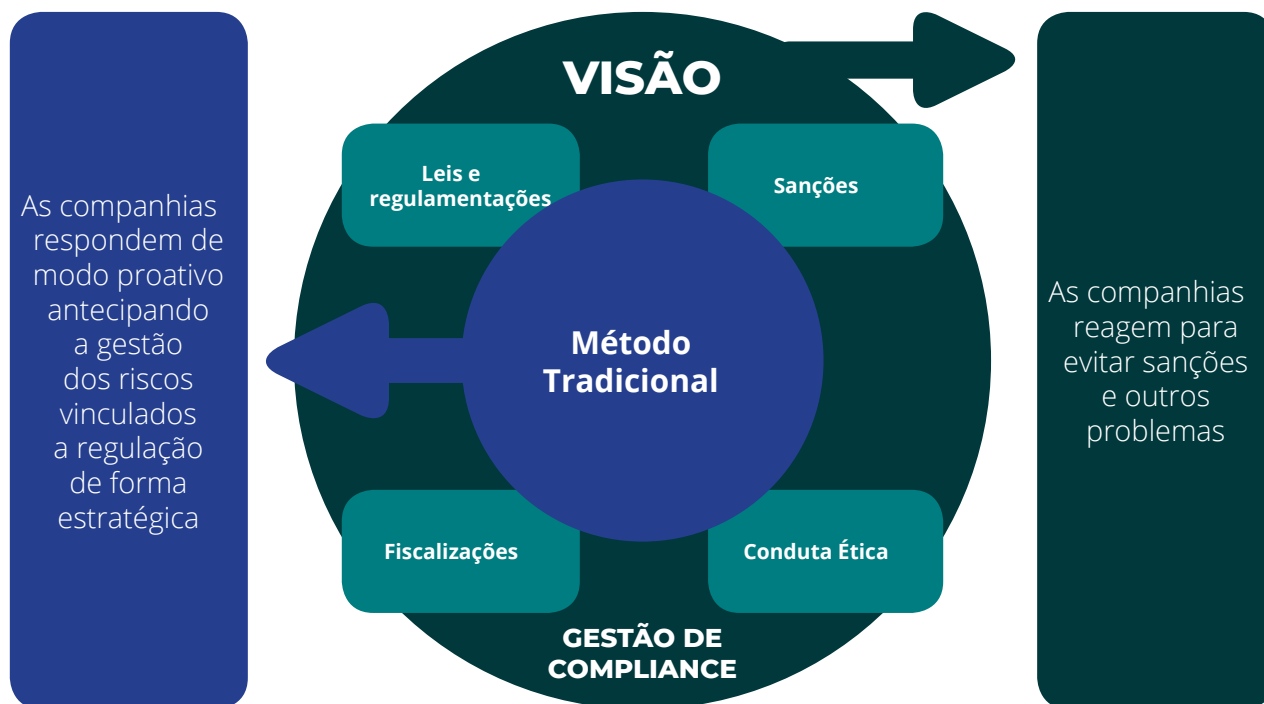 As companhias
respondem de
modo proativo
antecipando
a gestão
dos riscos
vinculados
a regulação
de forma
estratégica
VISÃO
Leis e
regulamentações
Sanções
Método
Tradicional
Fiscalizações
Conduta Ética
GESTÃO DE
COMPLIANCE
As companhias
reagem para
evitar sanções
e outros
problemas